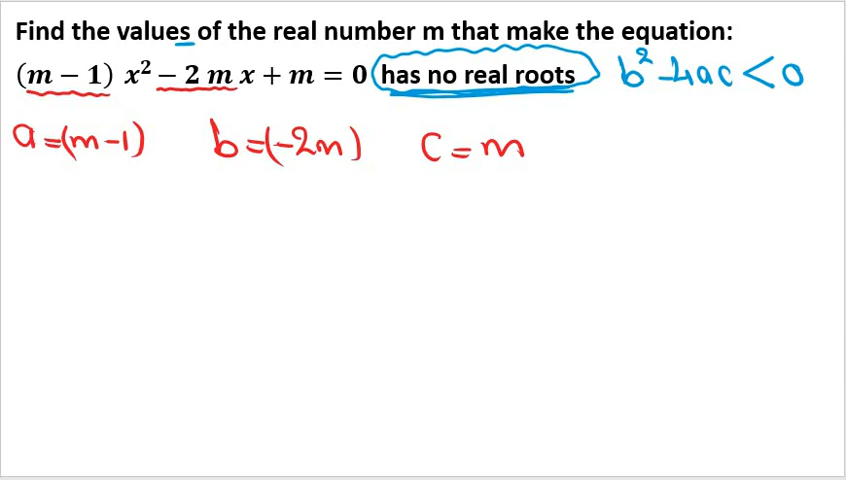 Find the values of the real number m that make the equation:
(m − 1) x² − 2 m x + m = 0 has no real roots b² -4ac < 0
a=(m-1) b=(-2m) c=m